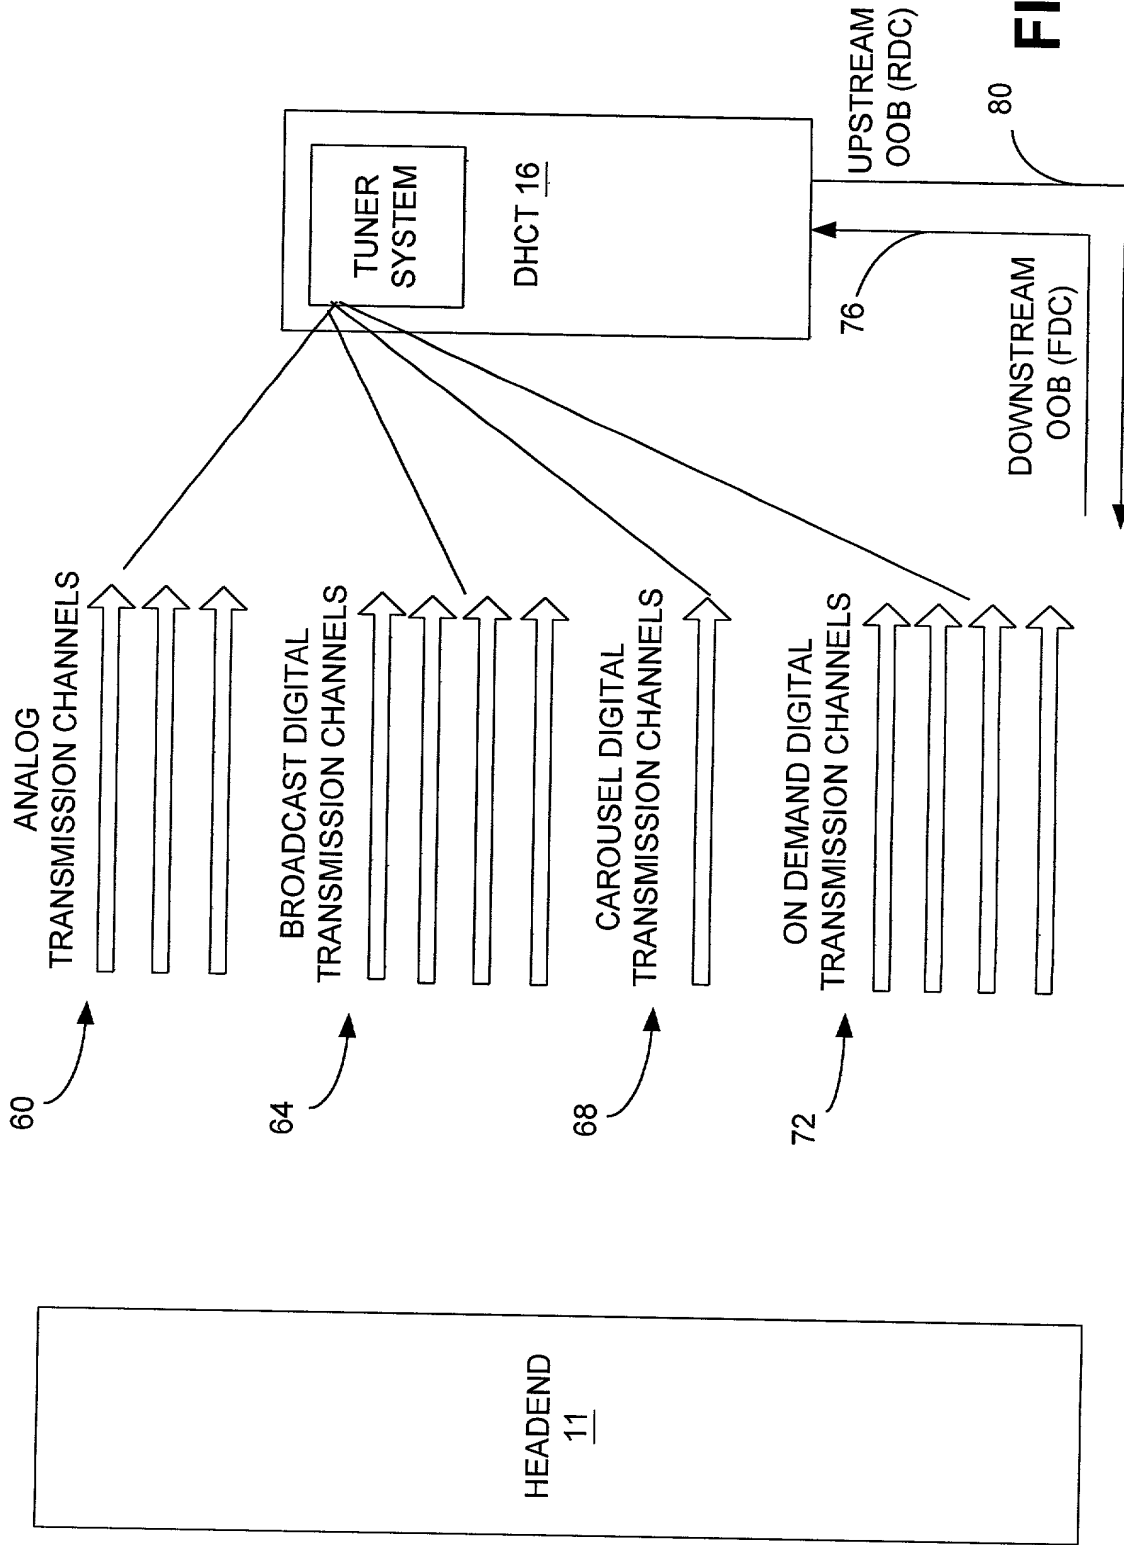 60
ANALOG
TRANSMISSION CHANNELS
64
BROADCAST DIGITAL
TRANSMISSION CHANNELS
68
CAROUSEL DIGITAL
TRANSMISSION CHANNELS
72
ON DEMAND DIGITAL
TRANSMISSION CHANNELS
HEADEND
11
TUNER
SYSTEM
DHCT 16
76
DOWNSTREAM
OOB (FDC)
UPSTREAM
OOB (RDC)
80